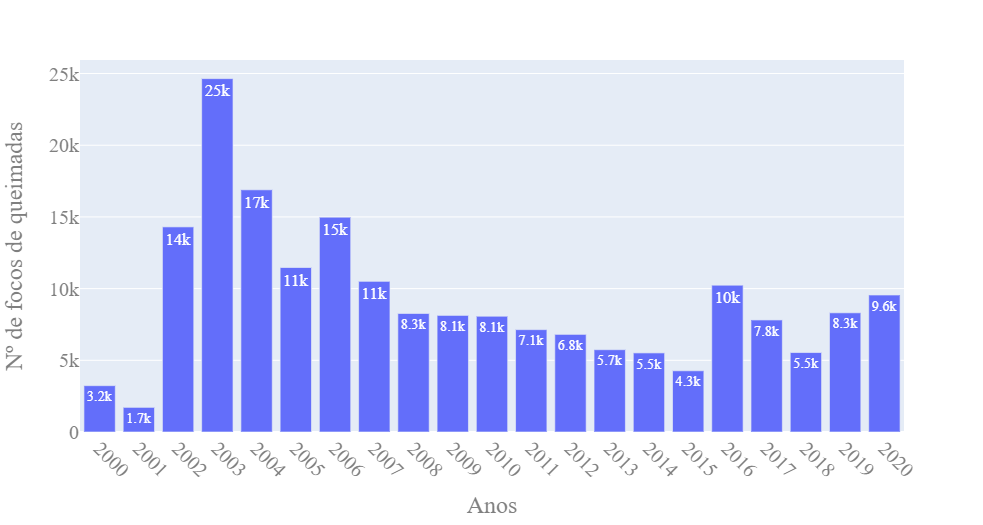 Nº de focos de queimadas
25k
20k
15k
10k
5k
0
3.2k
1.7k
14k
25k
17k
11k
15k
11k
8.3k
8.1k
8.1k
7.1k
6.8k
5.7k
5.5k
4.3k
10k
7.8k
5.5k
8.3k
9.6k
2000
2001
2002
2003
2004
2005
2006
2007
2008
2009
2010
2011
2012
2013
2014
2015
2016
2017
2018
2019
2020
Anos